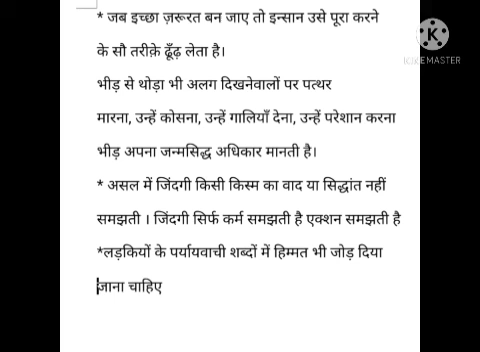 * जब इच्छा ज़रूरत बन जाए तो इन्सान उसे पूरा करने
के सौ तरीक़े ढूँढ़ लेता है।
भीड़ से थोड़ा भी अलग दिखनेवालों पर पत्थर
मारना, उन्हें कोसना, उन्हें गालियाँ देना, उन्हें परेशान करना
भीड़ अपना जन्मसिद्ध अधिकार मानती है।
* असल में जिंदगी किसी किस्म का वाद या सिद्धांत नहीं
समझती । जिंदगी सिर्फ कर्म समझती है एक्शन समझती है
*लड़कियों के पर्यायवाची शब्दों में हिम्मत भी जोड़ दिया
जाना चाहिए
K
KINEMASTER